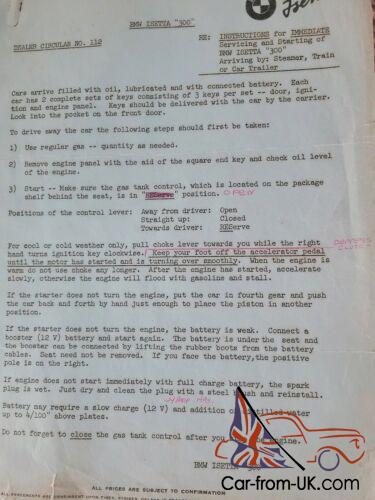 BMW ISETTA "300"
DEALER CIRCULAR NO. 112
RE: INSTRUCTIONS for IMMEDIATE
Servicing and Starting of
BMW ISETTA "300"
Arriving by: Steamer, Train
or Car Trailer
Cars arrive filled with oil, lubricated and with connected battery. Each
car has 2 complete sets of keys consisting of 3 keys per set -- door, igni-
tion and engine panel. Keys should be delivered with the car by the carrier.
Look into the pocket on the front door.
To drive away the car the following steps should first be taken:
1) Use regular gas -- quantity as needed.
2) Remove engine panel with the aid of the square end key and check oil level
of the engine.
3) Start -- Make sure the gas tank control, which is located on the package
shelf behind the seat, is in "REServe" position. OPEN
Positions of the control lever: Away from driver: Open
Straight up: Closed
Towards driver: REServe
For cool or cold weather only, pull choke lever towards you while the right
hand turns ignition key clockwise. Keep your foot off the accelerator pedal
until the motor has started and is turning over smoothly. When the engine is
warm do not use choke any longer. After the engine has started, accelerate
slowly, otherwise the engine will flood with gasoline and stall.
If the starter does not turn the engine, put the car in fourth gear and push
the car back and forth by hand just enough to place the piston in another
position.
If the starter does not turn the engine, the battery is weak. Connect a
booster (12 V) battery and start again. The battery is under the seat and
the booster can be connected by lifting the rubber boots from the battery
cables. Seat need not be removed. If you face the battery, the positive
pole is on the right.
If engine does not start immediately with full charge battery, the spark
plug is wet. Just dry and clean the plug with a steel brush and reinstall.
Battery may require a slow charge (12 V) and addition of distilled water
up to 4/100" above plates.
Do not forget to close the gas tank control after you the engine.
BMW ISETTA "300"
ALL PRICES ARE SUBJECT TO CONFIRMATION
Car-from-UK.com